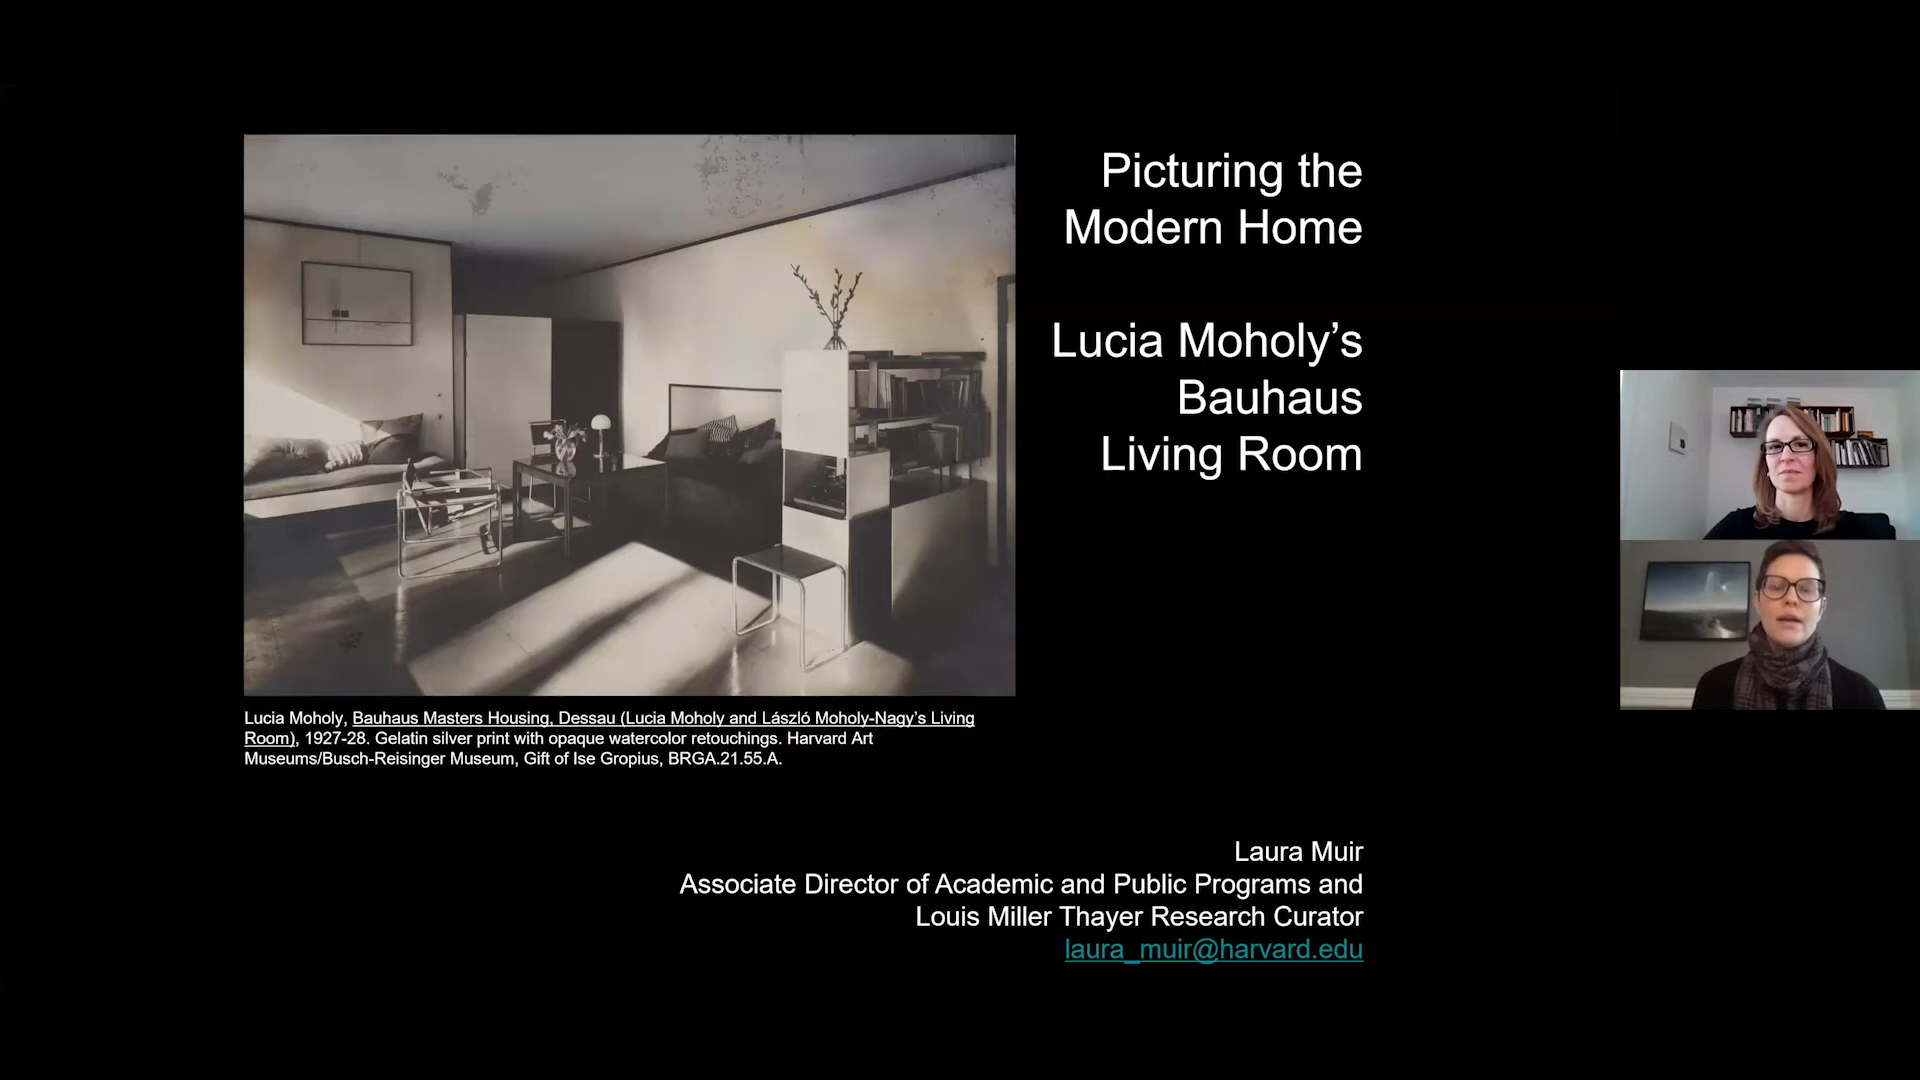 Picturing the
Modern Home
Lucia Moholy’s
Bauhaus
Living Room
Lucia Moholy, Bauhaus Masters Housing, Dessau (Lucia Moholy and László Moholy-Nagy’s Living
Room), 1927-28. Gelatin silver print with opaque watercolor retouchings. Harvard Art
Museums/Busch-Reisinger Museum, Gift of Ise Gropius, BRGA.21.55.A.
Laura Muir
Associate Director of Academic and Public Programs and
Louis Miller Thayer Research Curator
laura_muir@harvard.edu